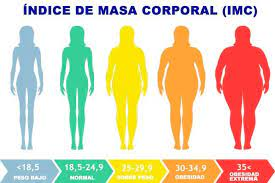 ÍNDICE DE MASA CORPORAL (IMC)
<18,5
PESO BAJO
18,5-24,9
NORMAL
25-29,9
SOBRE PESO
30-34,9
OBESIDAD
35<
OBESIDAD
EXTREMA